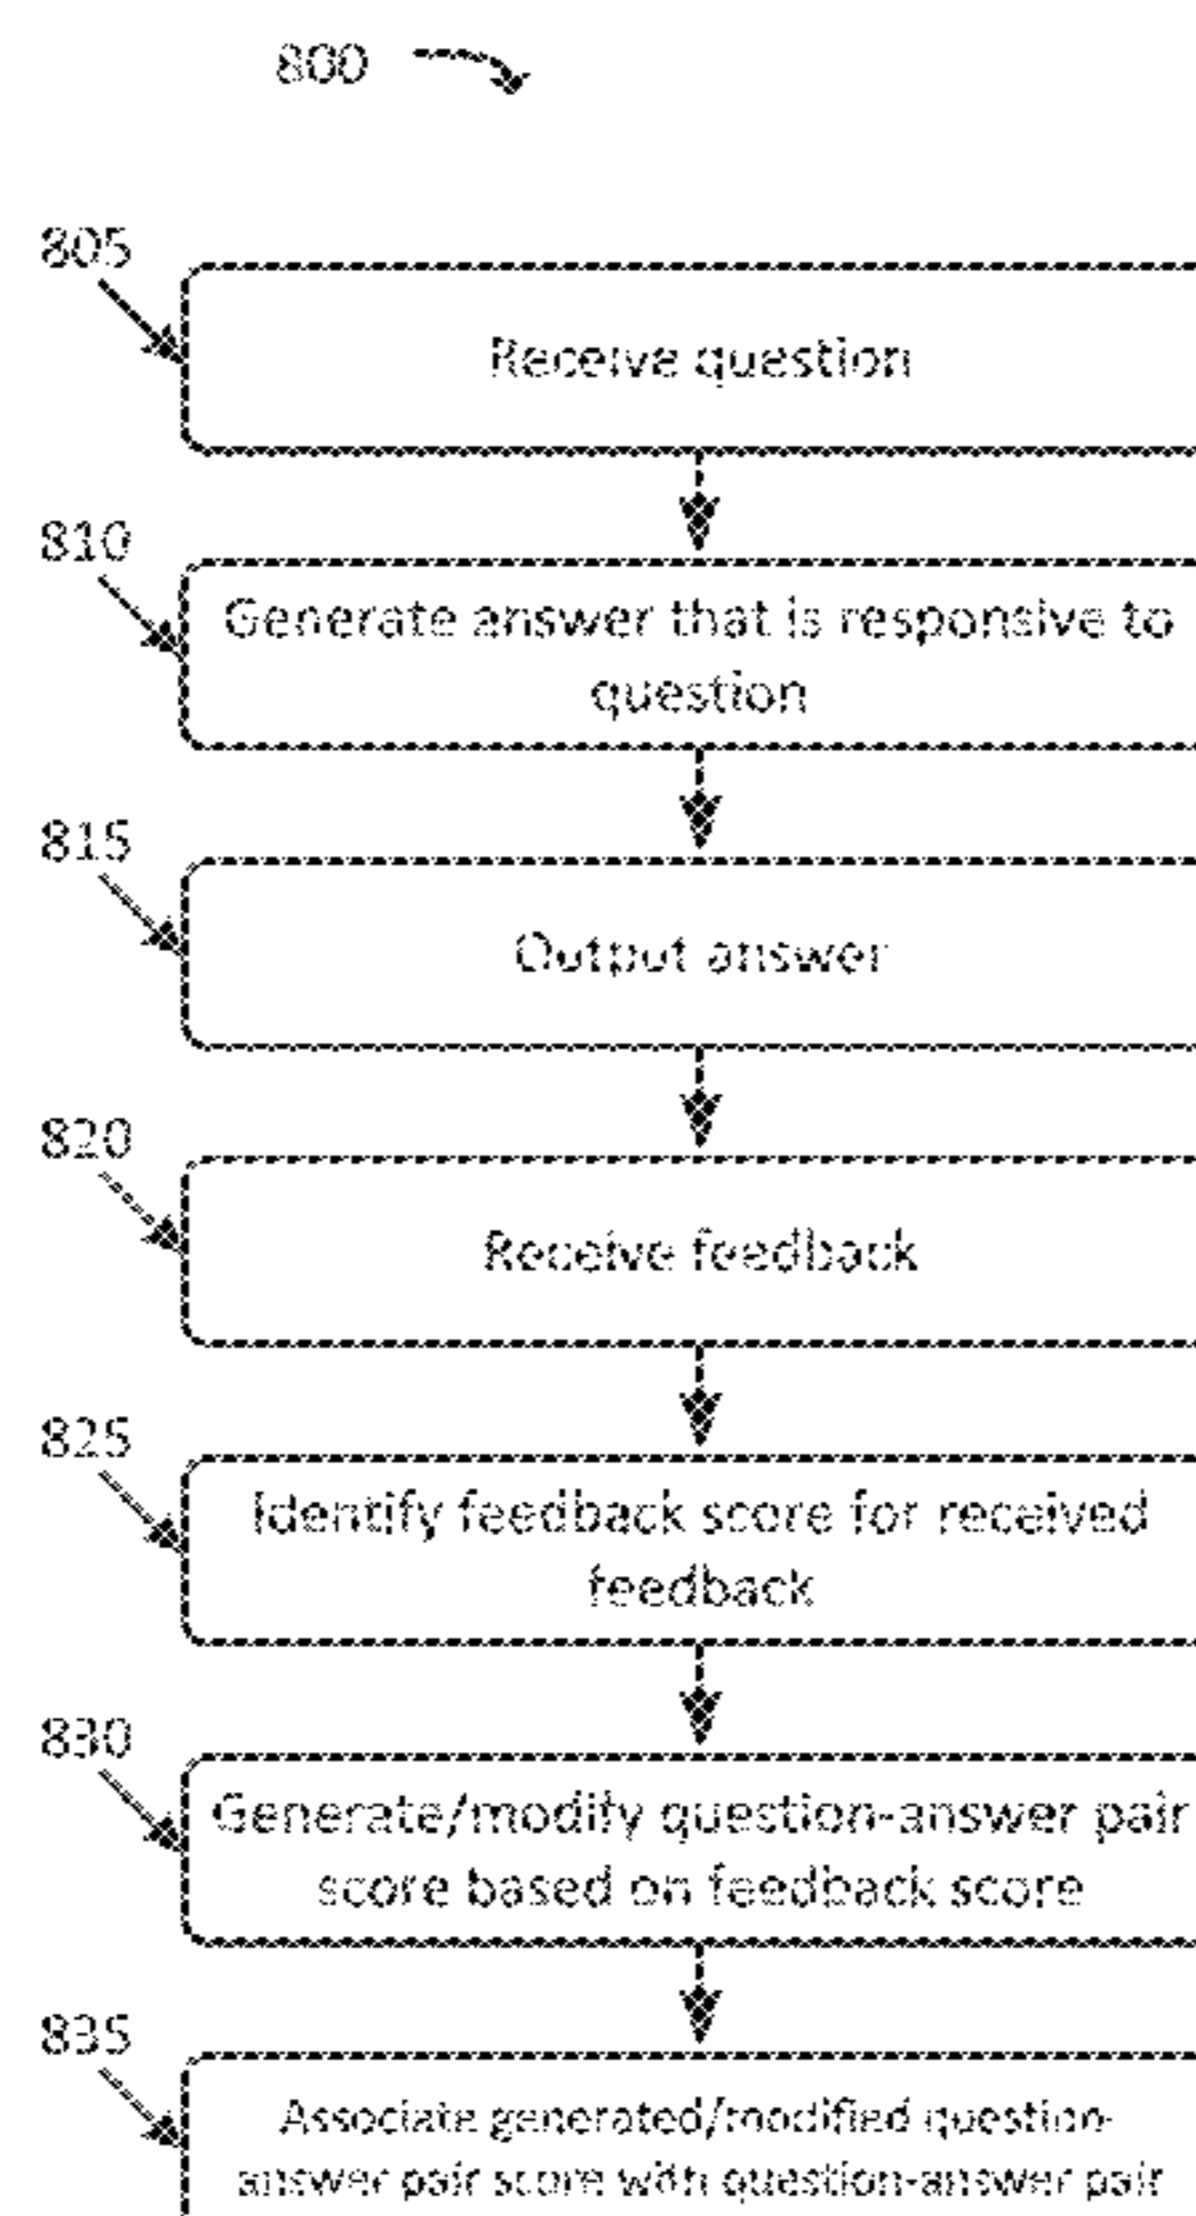 800
805
Receive question
810
Generate answer that is responsive to
question
815
Output answer
820
Receive feedback
825
Identify feedback score for received
feedback
830
Generate/modify question-answer pair
score based on feedback score
835
Associate generated/modified question-
answer pair score with question-answer pair